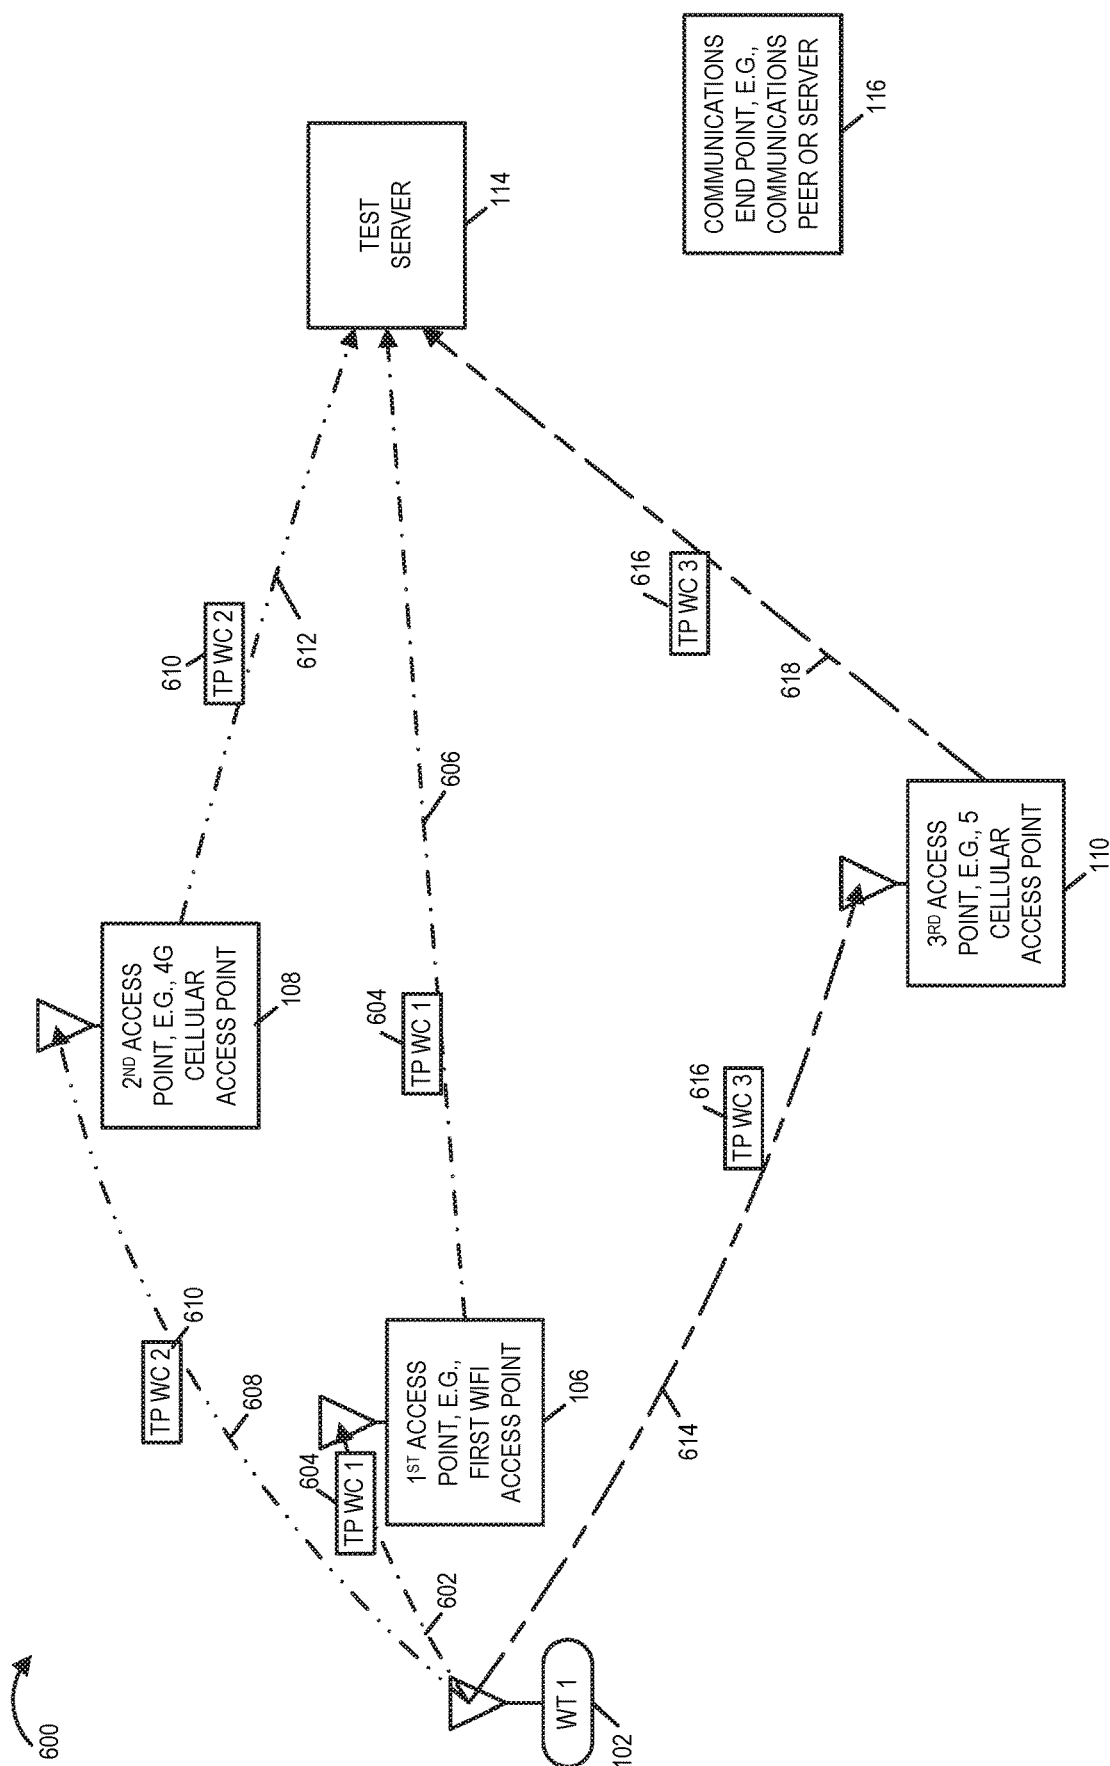 600
WT 1
102
602
604
TP WC 1
1ST ACCESS
POINT, E.G.,
FIRST WIFI
ACCESS POINT
106
608
TP WC 2
610
2ND ACCESS
POINT, E.G., 4G
CELLULAR
ACCESS POINT
108
604
TP WC 1
606
610
TP WC 2
612
614
616
TP WC 3
3RD ACCESS
POINT, E.G., 5
CELLULAR
ACCESS POINT
110
616
TP WC 3
618
TEST
SERVER
114
COMMUNICATIONS
END POINT, E.G.,
COMMUNICATIONS
PEER OR SERVER
116